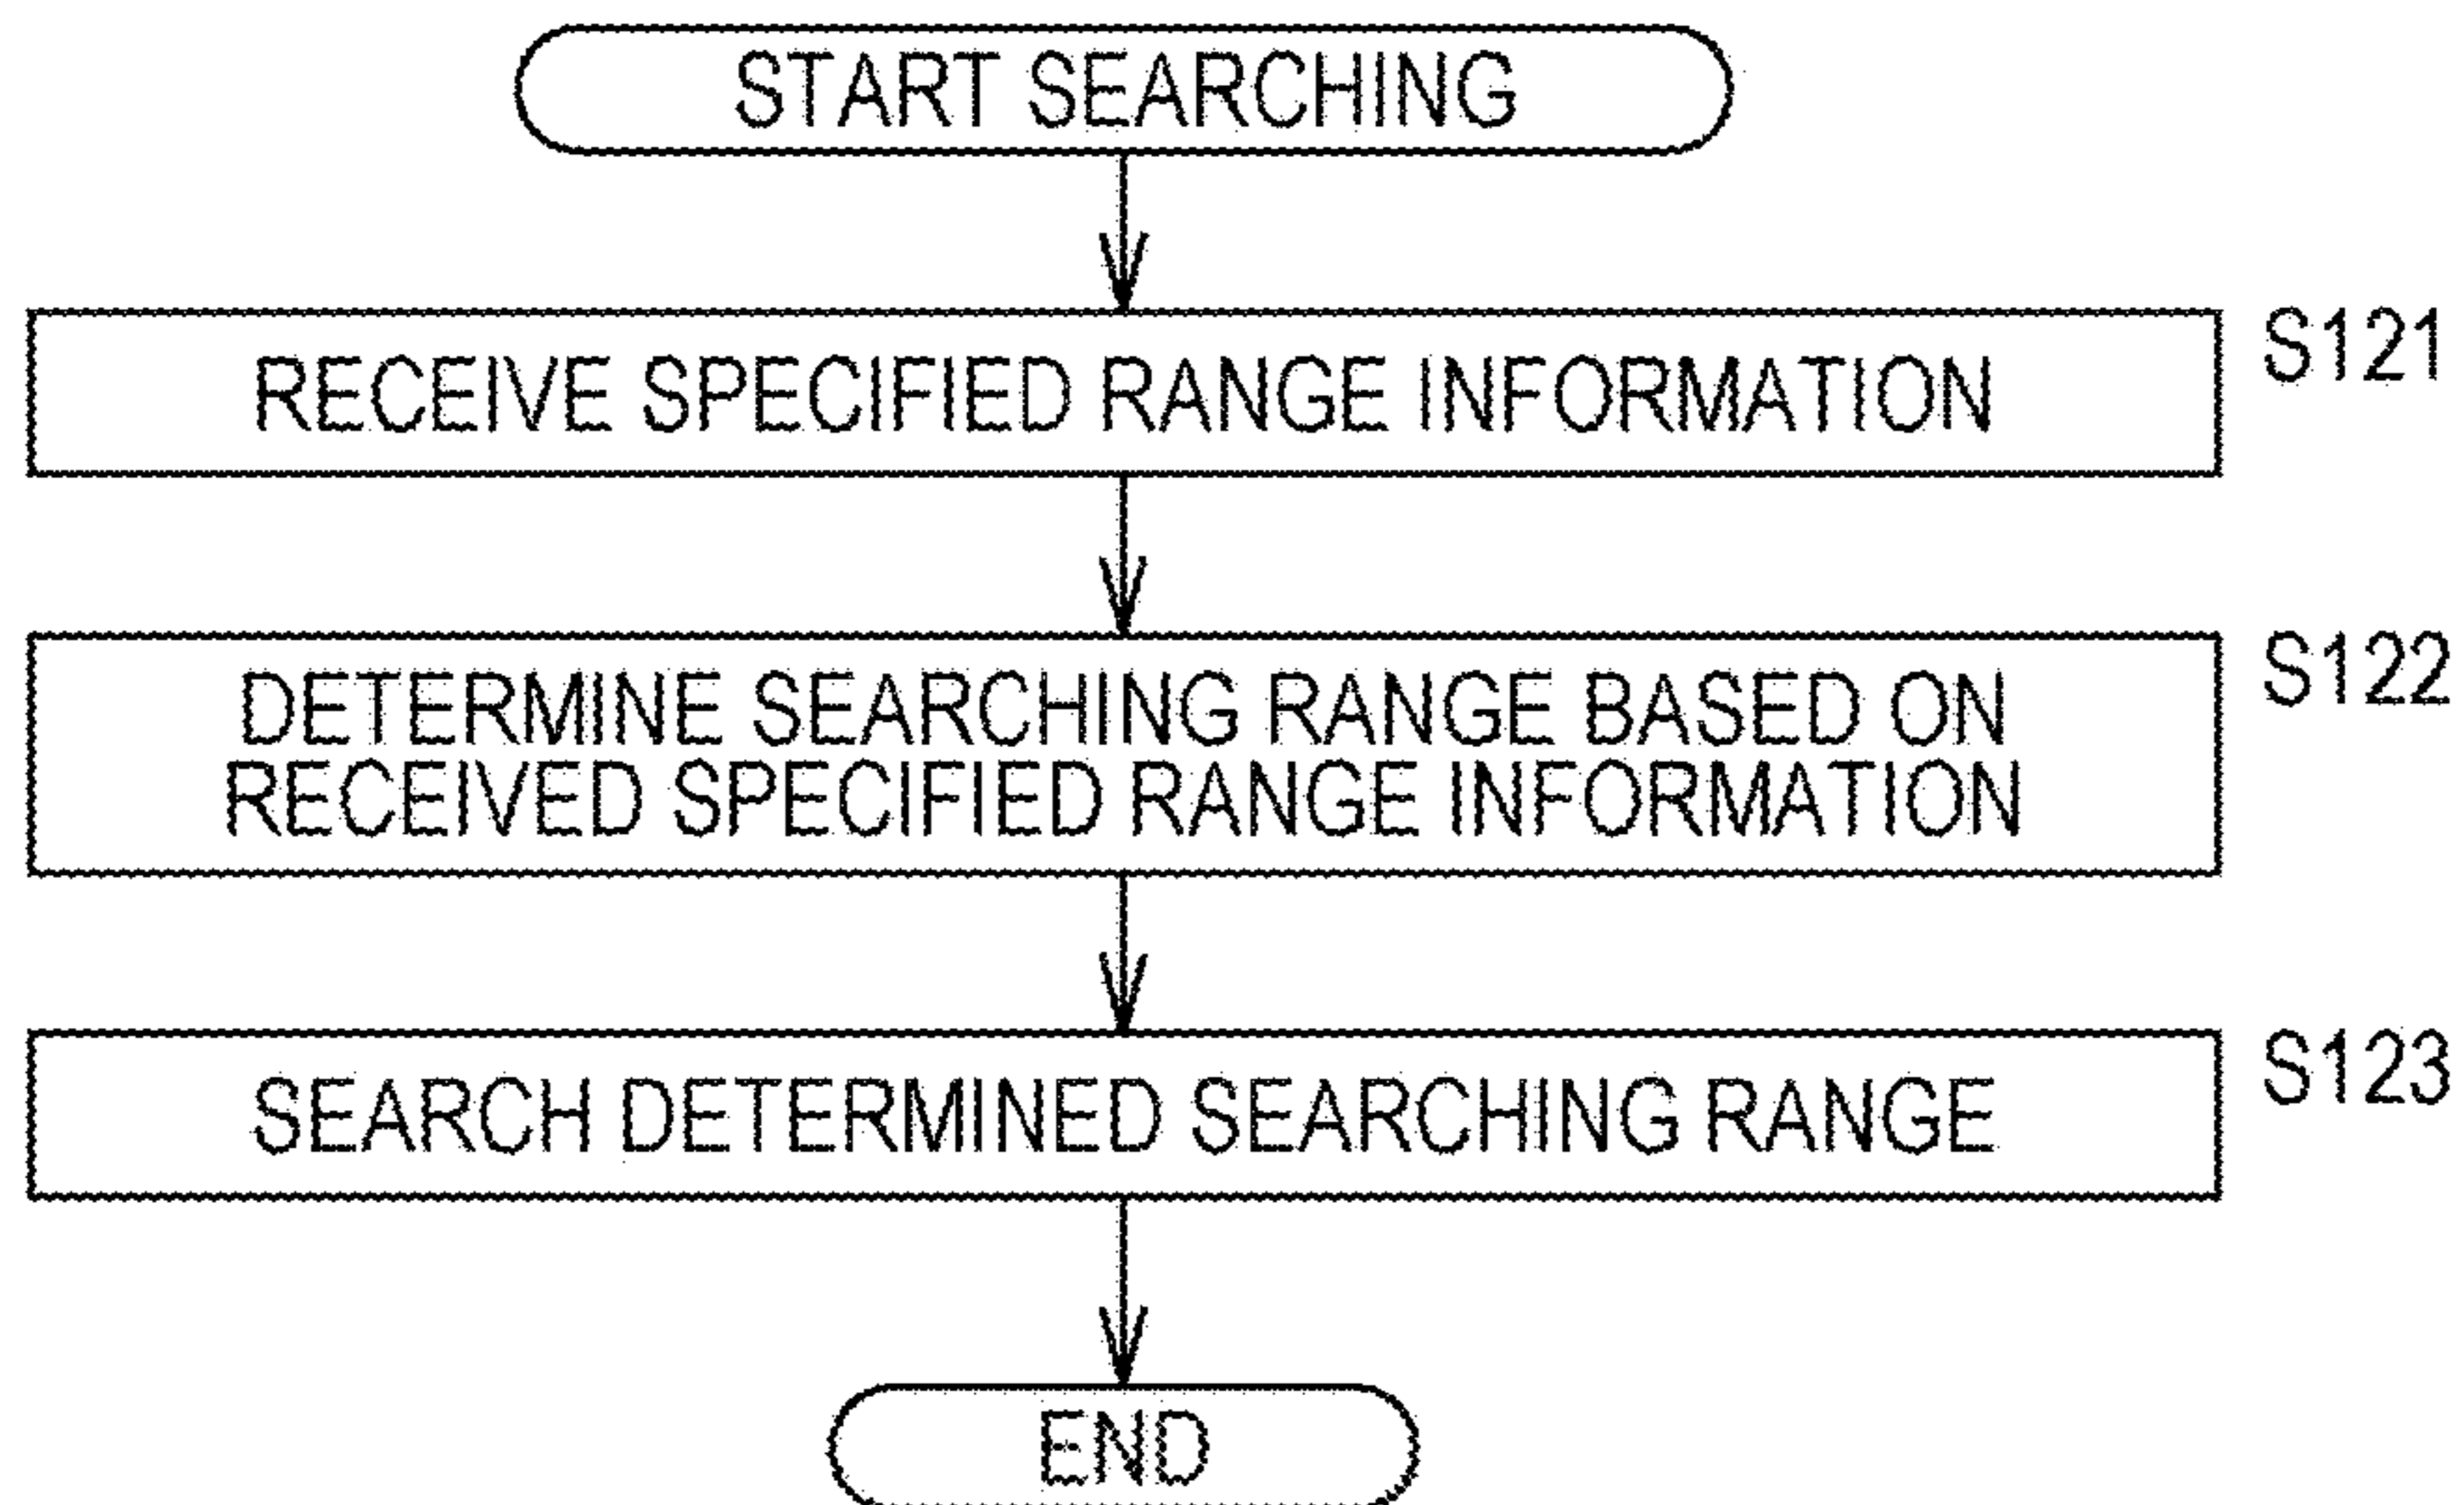 START SEARCHING
RECEIVE SPECIFIED RANGE INFORMATION
S121
DETERMINE SEARCHING RANGE BASED ON
RECEIVED SPECIFIED RANGE INFORMATION
S122
SEARCH DETERMINED SEARCHING RANGE
S123
END